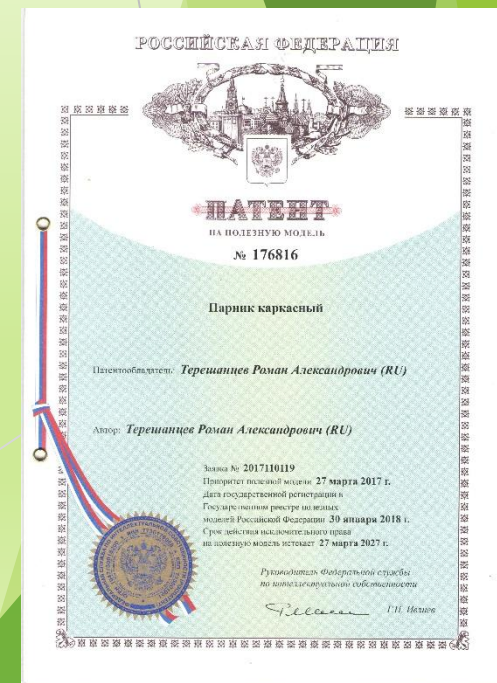 РОССИЙСКАЯ ФЕДЕРАЦИЯ
ПАТЕНТ
НА ПОЛЕЗНУЮ МОДЕЛЬ
№ 176816
Парник каркасный
Патентообладатель: Терешанцев Роман Александрович (RU)
Автор: Терешанцев Роман Александрович (RU)
Заявка № 2017110119
Приоритет полезной модели 27 марта 2017 г.
Дата государственной регистрации в
Государственном реестре полезных
моделей Российской Федерации 30 января 2018 г.
Срок действия исключительного права
на полезную модель истекает 27 марта 2027 г.
Руководитель Федеральной службы
по интеллектуальной собственности
Г.П. Ивлиев